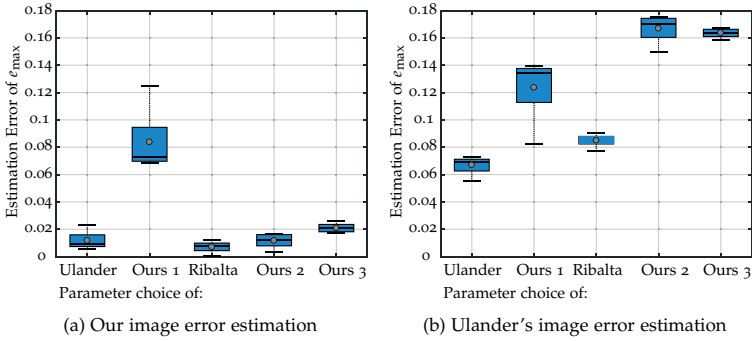 0.18
0.16
0.14
0.12
0.1
0.08
0.06
0.04
0.02
0
Estimation Error of emax
Ulander Ours 1 Ribalta Ours 2 Ours 3
Parameter choice of:
(a) Our image error estimation
0.18
0.16
0.14
0.12
0.1
0.08
0.06
0.04
0.02
0
Estimation Error of emax
Ulander Ours 1 Ribalta Ours 2 Ours 3
Parameter choice of:
(b) Ulander's image error estimation